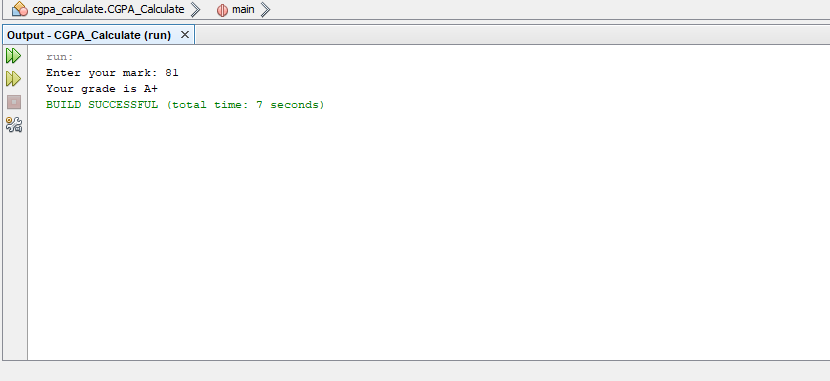 cgpa_calculate.CGPA_Calculate main
Output - CGPA_Calculate (run)
run:
Enter your mark: 81
Your grade is A+
BUILD SUCCESSFUL (total time: 7 seconds)